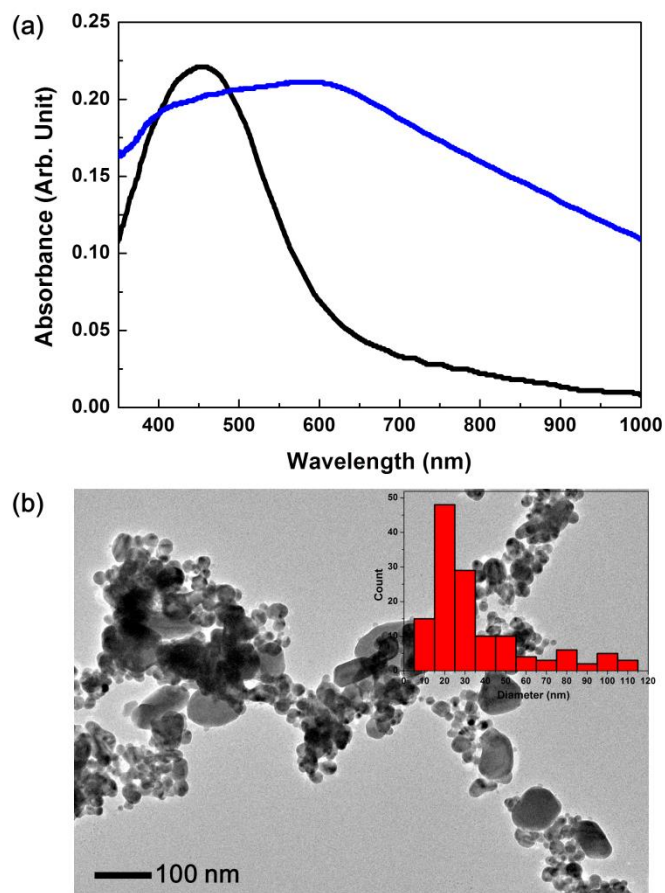 (a)
0.25
0.20
0.15
0.10
0.05
0.00
Absorbance (Arb. Unit)
400 500 600 700 800 900 1000
Wavelength (nm)
(b)
50
40
30
20
10
0
Count
0 10 20 30 40 50 60 70 80 90 100 110 120
Diameter (nm)
100 nm